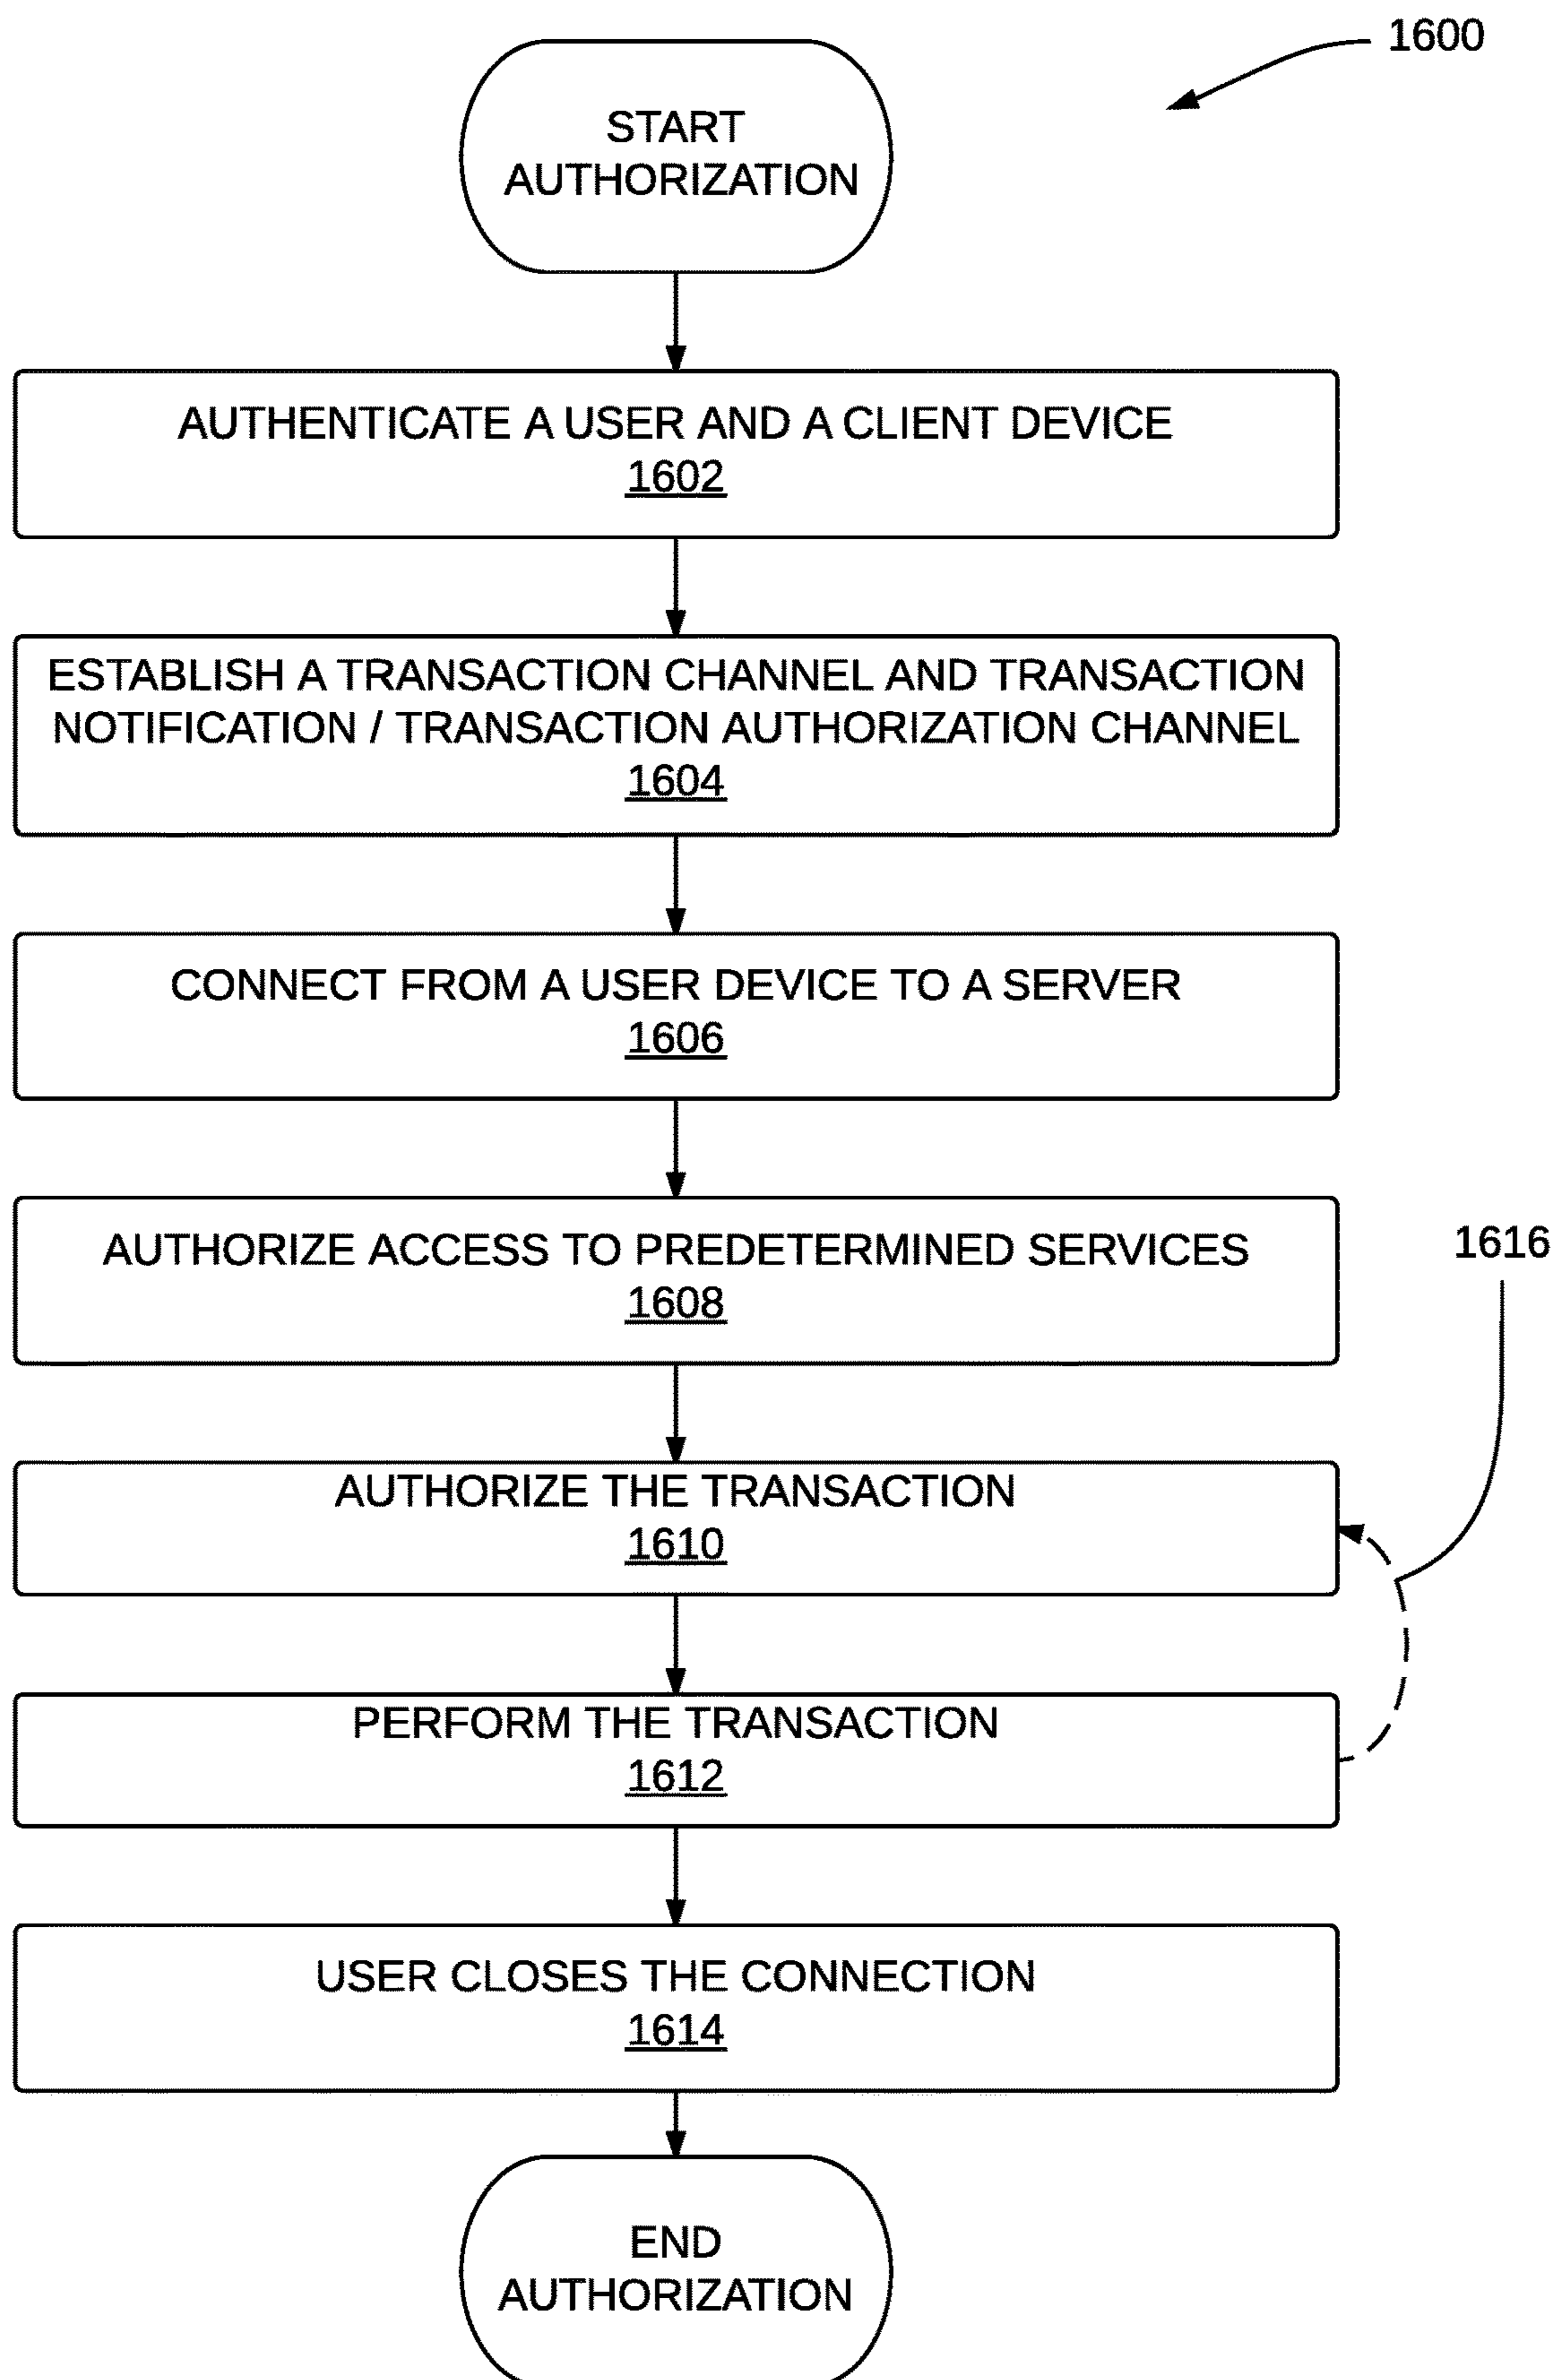 1600
START
AUTHORIZATION
AUTHENTICATE A USER AND A CLIENT DEVICE
1602
ESTABLISH A TRANSACTION CHANNEL AND TRANSACTION
NOTIFICATION / TRANSACTION AUTHORIZATION CHANNEL
1604
CONNECT FROM A USER DEVICE TO A SERVER
1606
AUTHORIZE ACCESS TO PREDETERMINED SERVICES
1608
1616
AUTHORIZE THE TRANSACTION
1610
PERFORM THE TRANSACTION
1612
USER CLOSES THE CONNECTION
1614
END
AUTHORIZATION